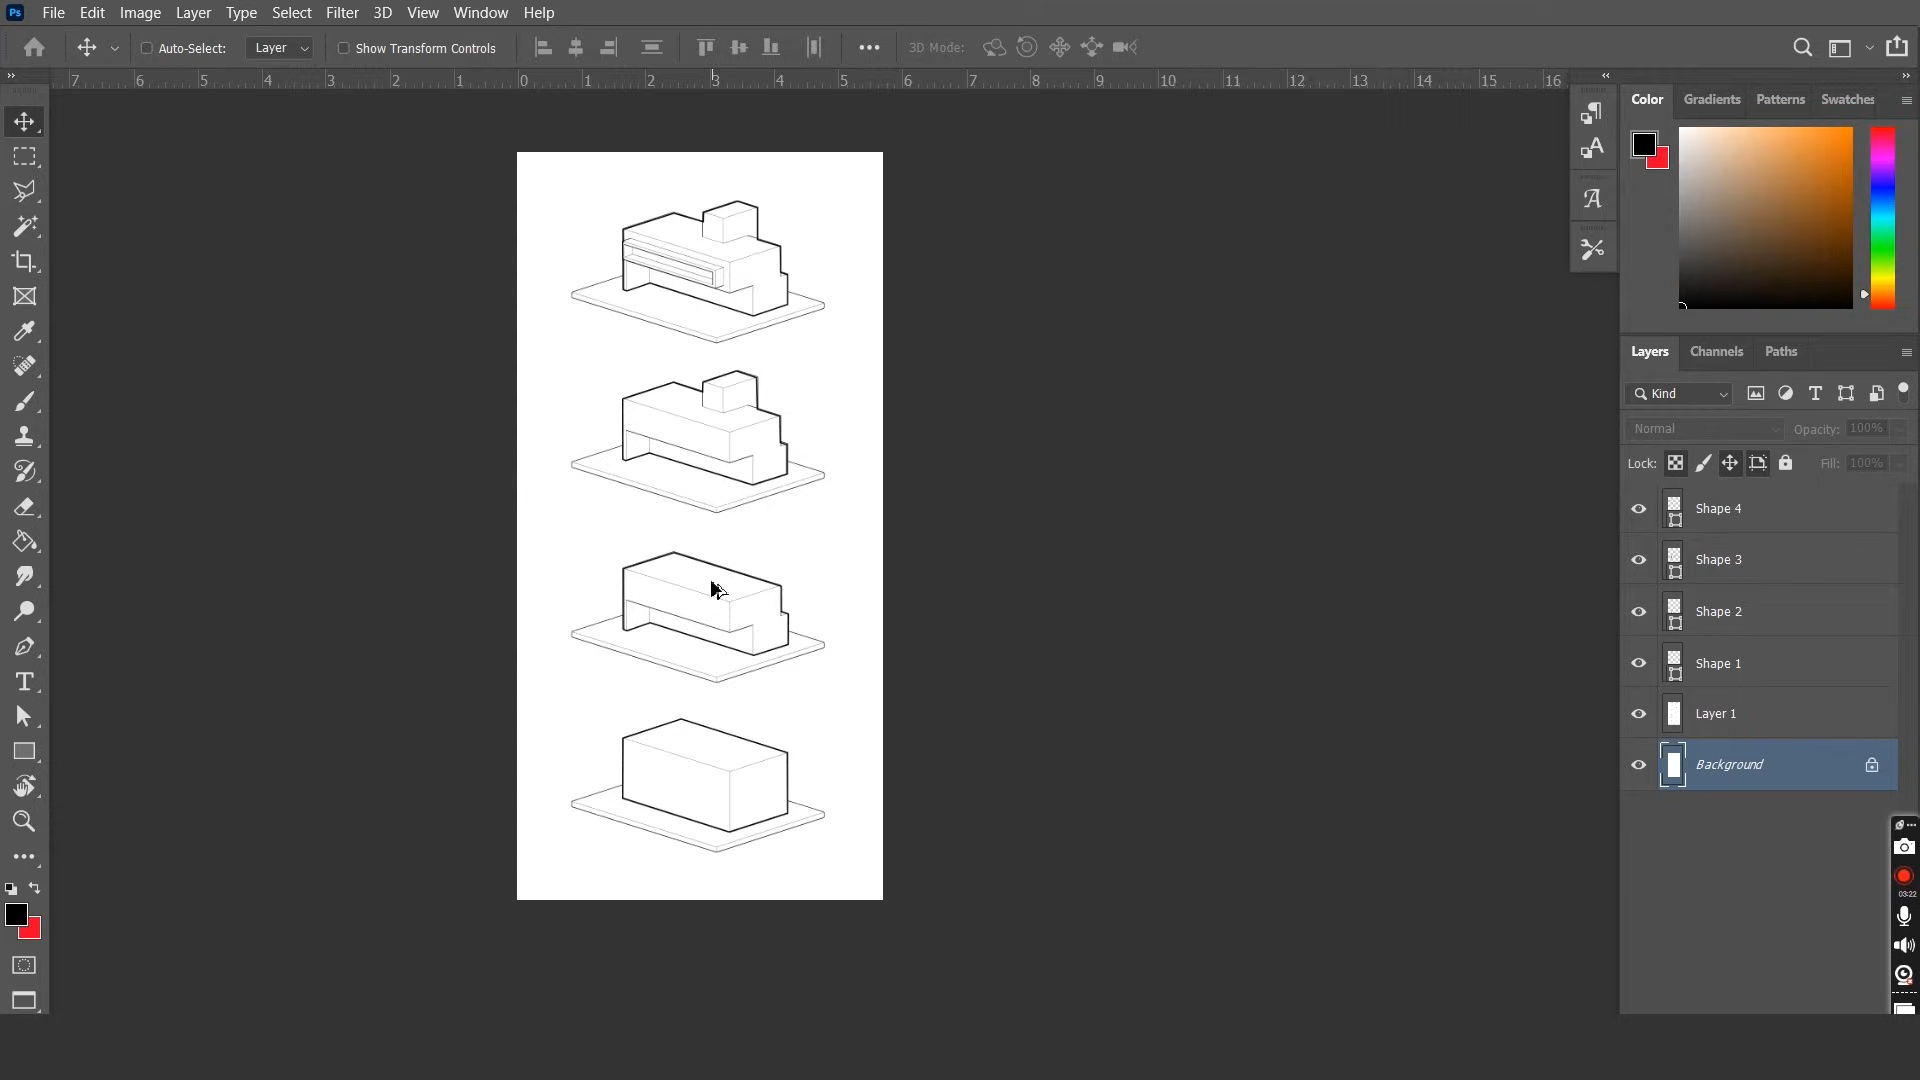 Ps File Edit Image Layer Type Select Filter 3D View Window Help
Auto-Select: Layer Show Transform Controls 3D Mode:
7 6 5 4 3 2 1 0 1 2 3 4 5 6 7 8 9 10 11 12 13 14 15 16
Color Gradients Patterns Swatches
Layers Channels Paths
Kind
Normal Opacity: 100%
Lock: Fill: 100%
Shape 4
Shape 3
Shape 2
Shape 1
Layer 1
Background
03:22